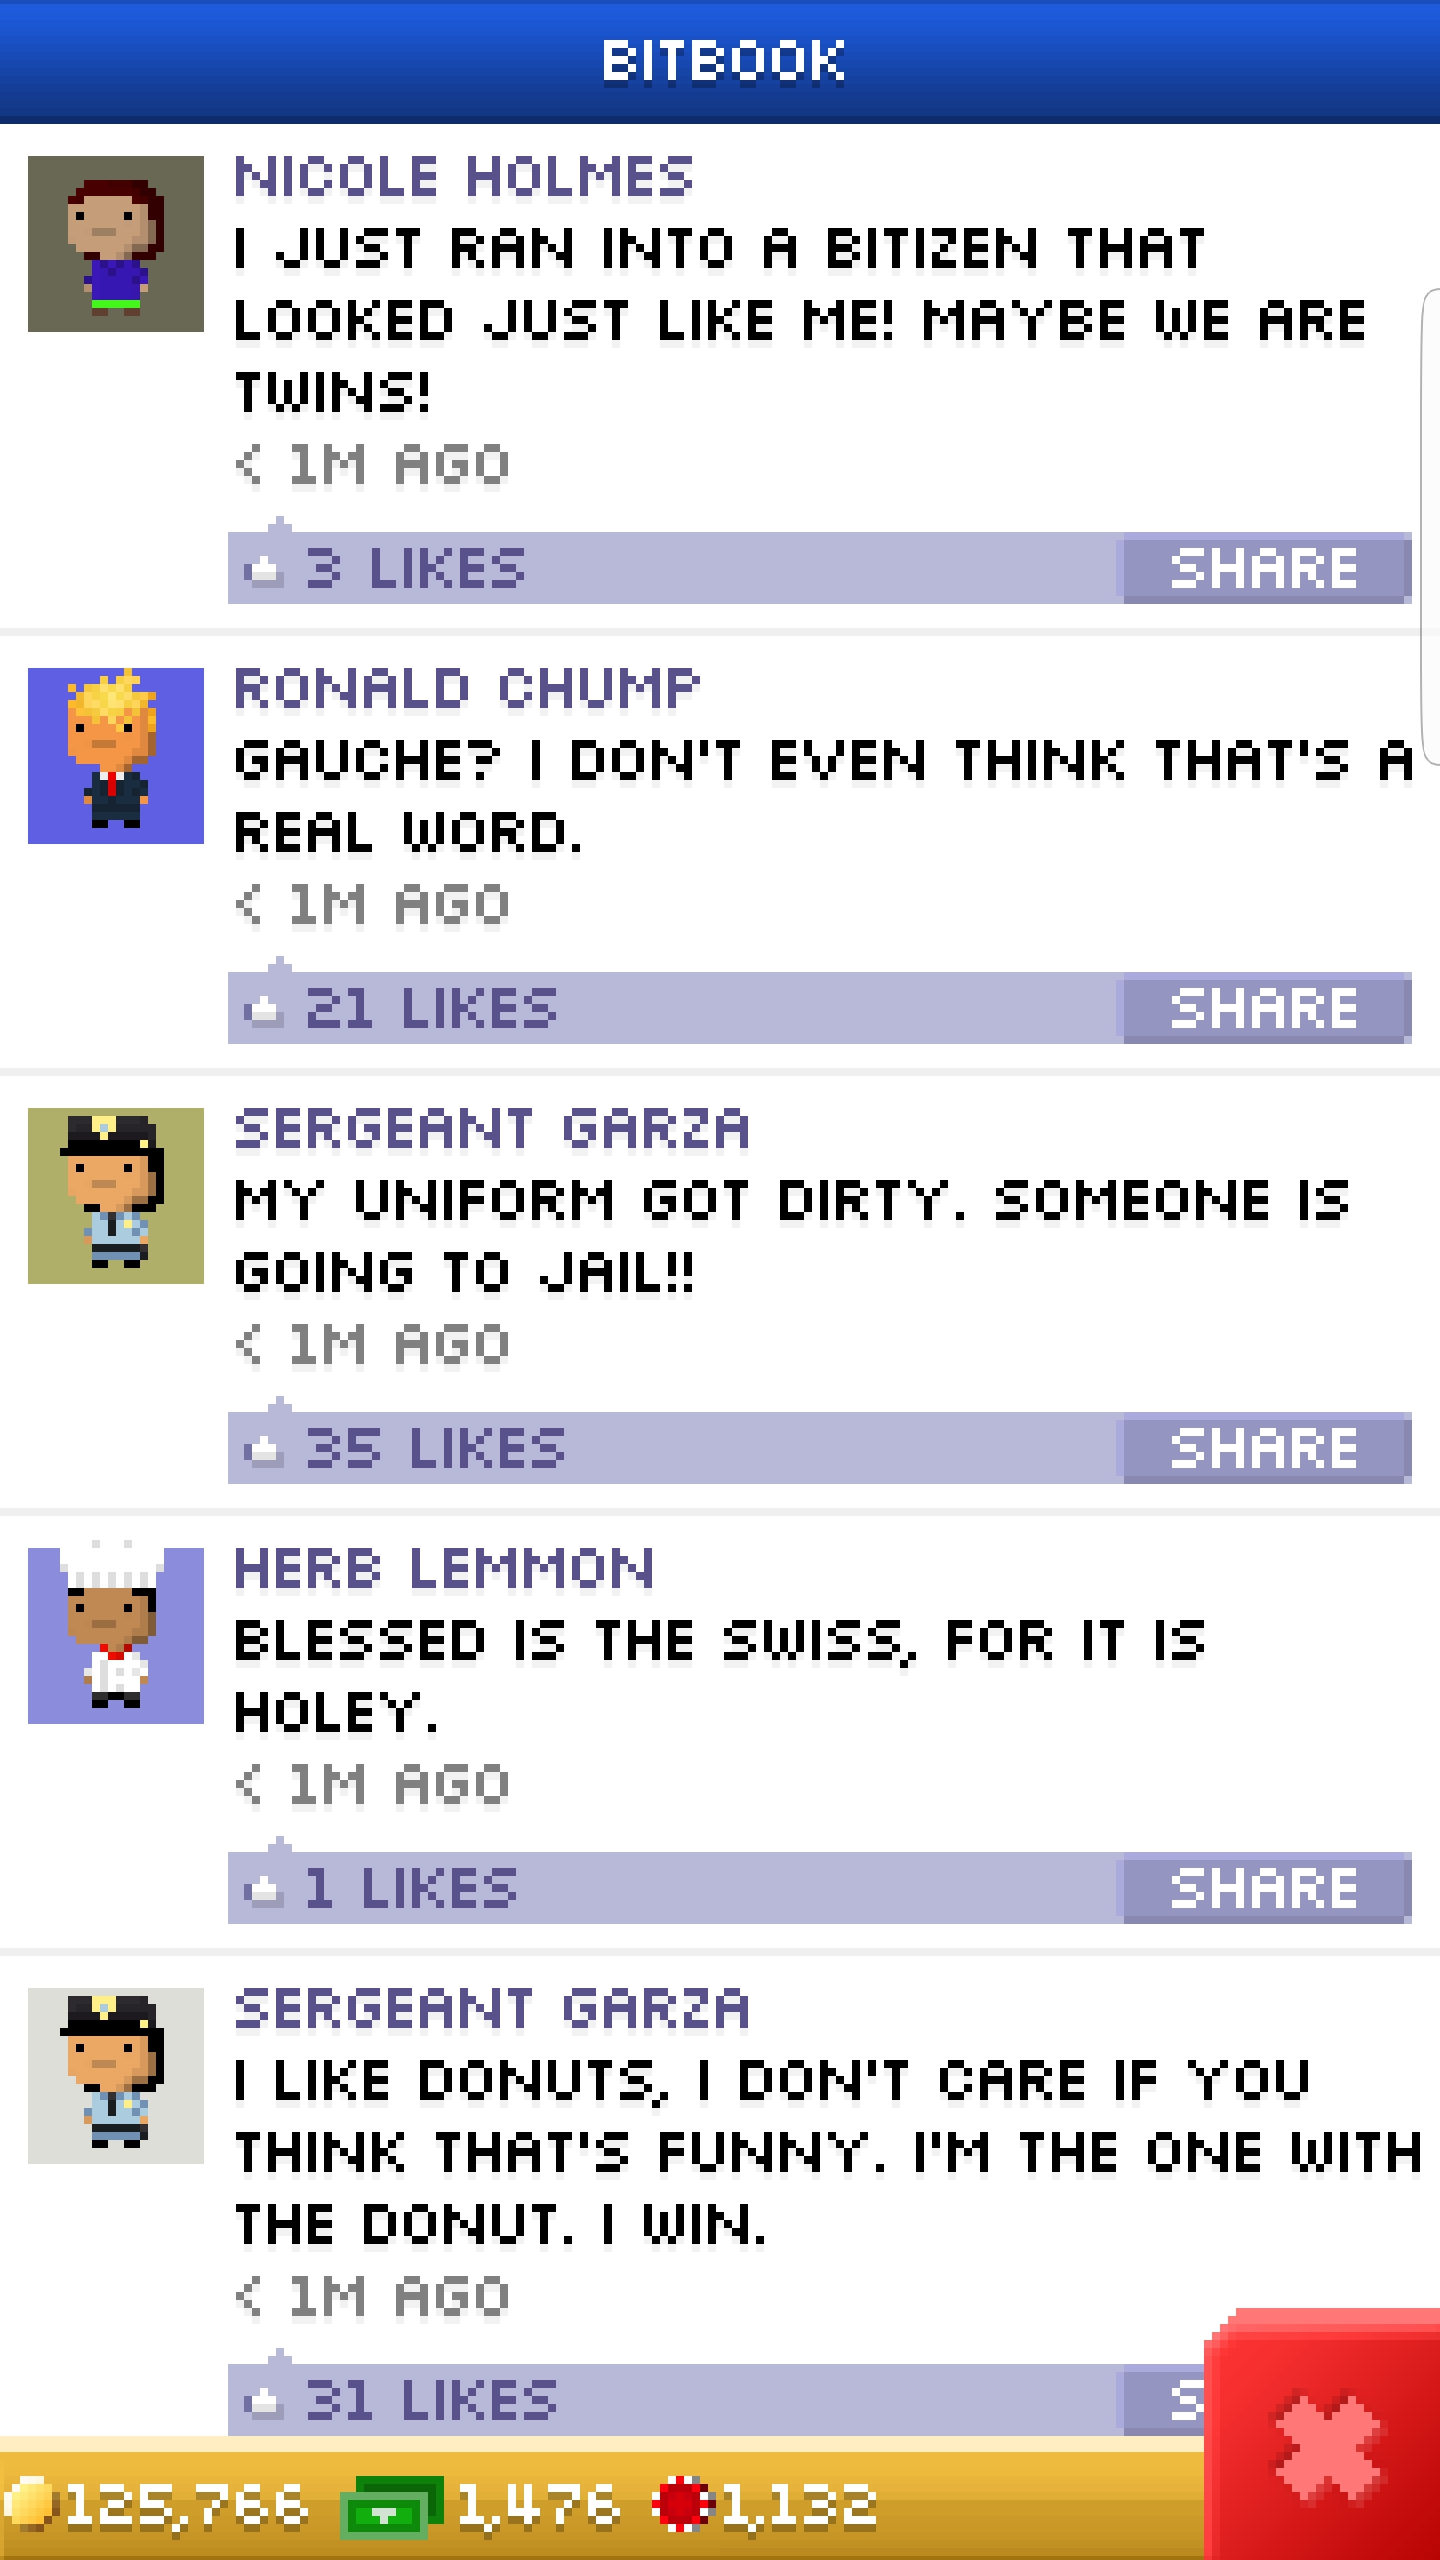 BITBOOK
NICOLE HOLMES
I JUST RAN INTO A BITIZEN THAT
LOOKED JUST LIKE ME! MAYBE WE ARE
TWINS!
< 1M AGO
3 LIKES SHARE
RONALD CHUMP
GAUCHE? I DON'T EVEN THINK THAT'S A
REAL WORD.
< 1M AGO
21 LIKES SHARE
SERGEANT GARZA
MY UNIFORM GOT DIRTY. SOMEONE IS
GOING TO JAIL!!
< 1M AGO
35 LIKES SHARE
HERB LEMMON
BLESSED IS THE SWISS, FOR IT IS
HOLEY.
< 1M AGO
1 LIKES SHARE
SERGEANT GARZA
I LIKE DONUTS, I DON'T CARE IF YOU
THINK THAT'S FUNNY. I'M THE ONE WITH
THE DONUT. I WIN.
< 1M AGO
31 LIKES S
125,766 1,476 1,132